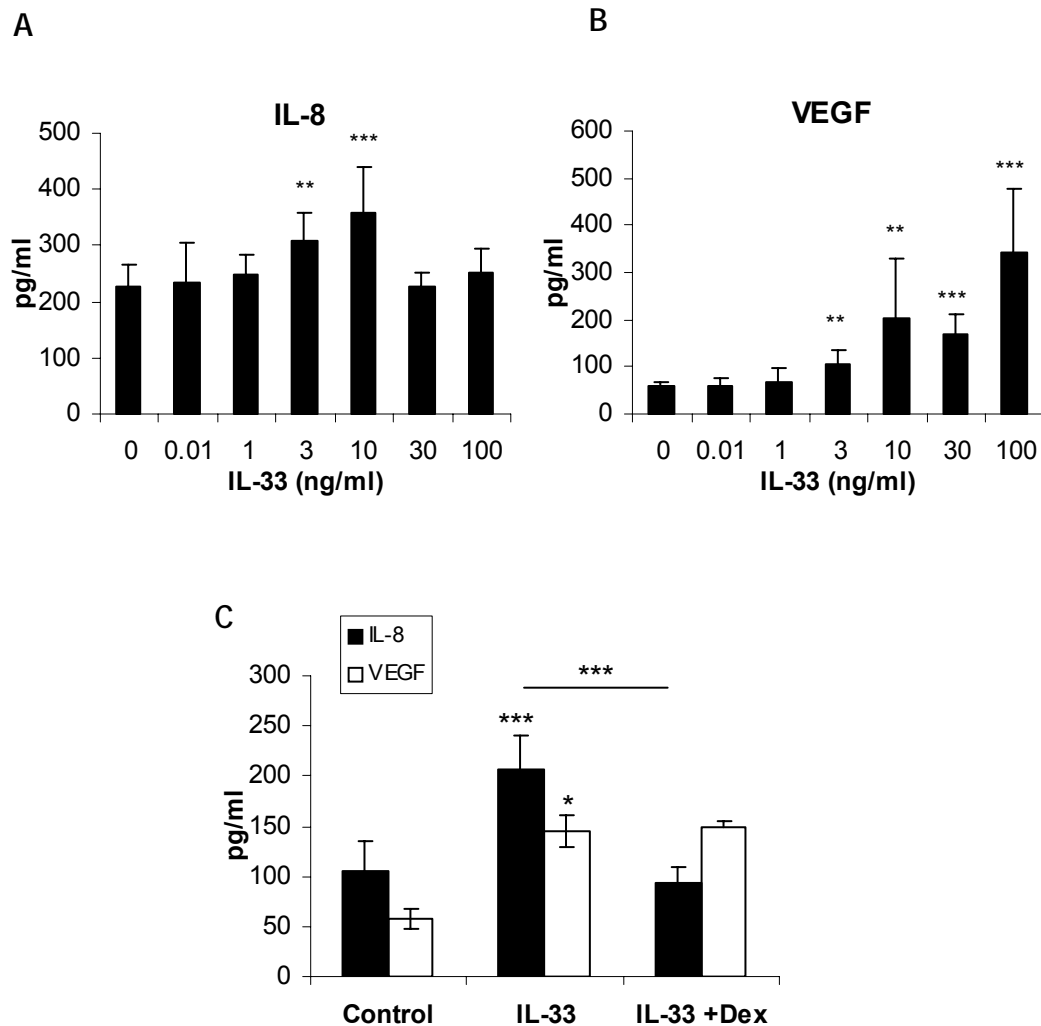 A
IL-8
500
400
300
200
100
0
pg/ml
**
***
0 0.01 1 3 10 30 100
IL-33 (ng/ml)
B
VEGF
600
500
400
300
200
100
0
pg/ml
**
**
***
***
0 0.01 1 3 10 30 100
IL-33 (ng/ml)
C
IL-8
VEGF
300
250
200
150
100
50
0
pg/ml
***
***
*
Control IL-33 IL-33 +Dex